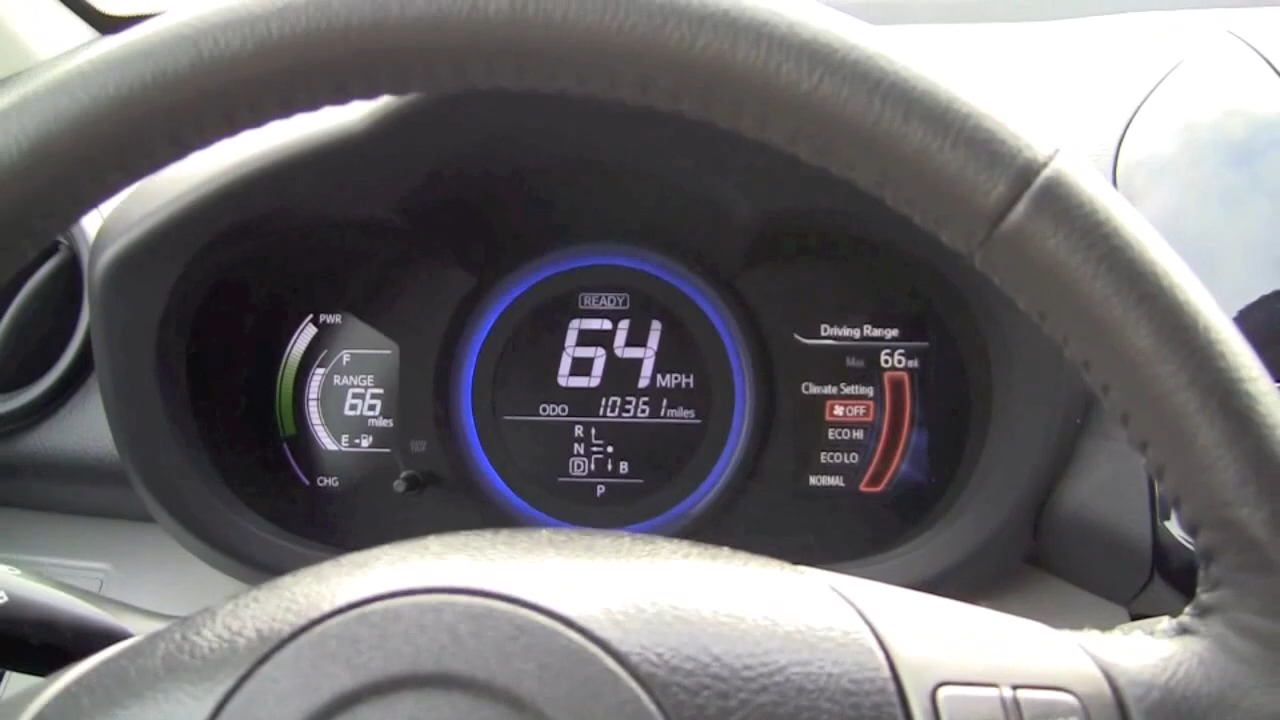 PWR
F
RANGE
66
miles
E
CHG
READY
64 MPH
ODO 10361 miles
R
N
D B
P
Driving Range
Max. 66
Climate Setting
OFF
ECO HI
ECO LO
NORMAL